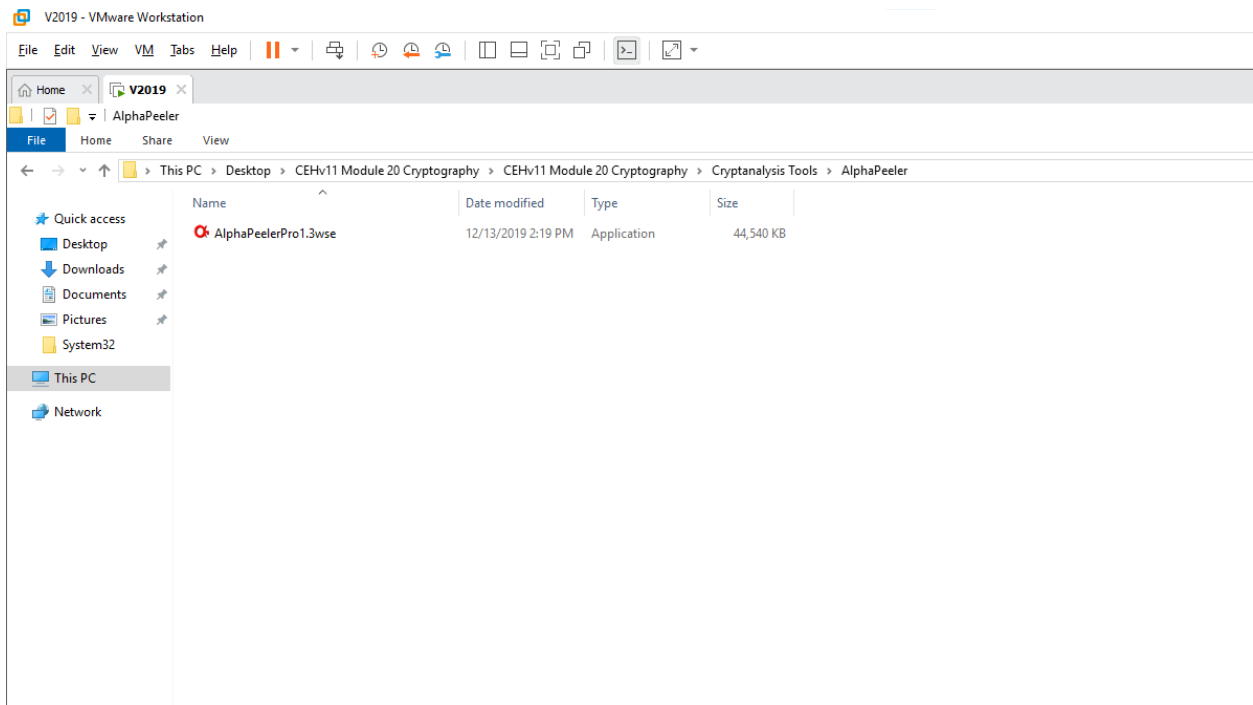 V2019 - VMware Workstation
File Edit View VM Tabs Help
Home V2019
AlphaPeeler
File Home Share View
This PC > Desktop > CEHv11 Module 20 Cryptography > CEHv11 Module 20 Cryptography > Cryptanalysis Tools > AlphaPeeler
Name Date modified Type Size
Quick access
AlphaPeelerPro1.3wse 12/13/2019 2:19 PM Application 44,540 KB
Desktop
Downloads
Documents
Pictures
System32
This PC
Network